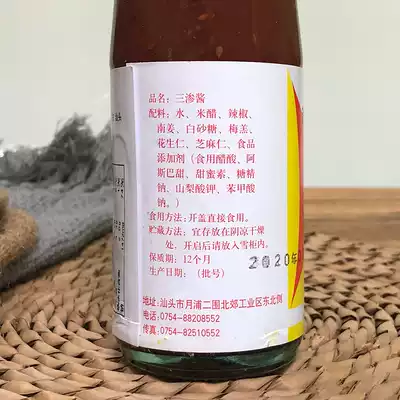 品名：三渗酱
配料：水、米醋、辣椒、
南姜、白砂糖、梅羔、
花生仁、芝麻仁、食品
添加剂（食用醋酸、阿
斯巴甜、甜蜜素、糖精
钠、山梨酸钾、苯甲酸
钠。）
食用方法：开盖直接食用。
贮藏方法：宜存放在阴凉干燥
处．开启后请放入雪柜内．
保质期：12个月
生产日期：（批号）
2020年
地址：汕头市月浦二围北郊工业区东北侧
电话：0754-88208552
传真：0754-82510552